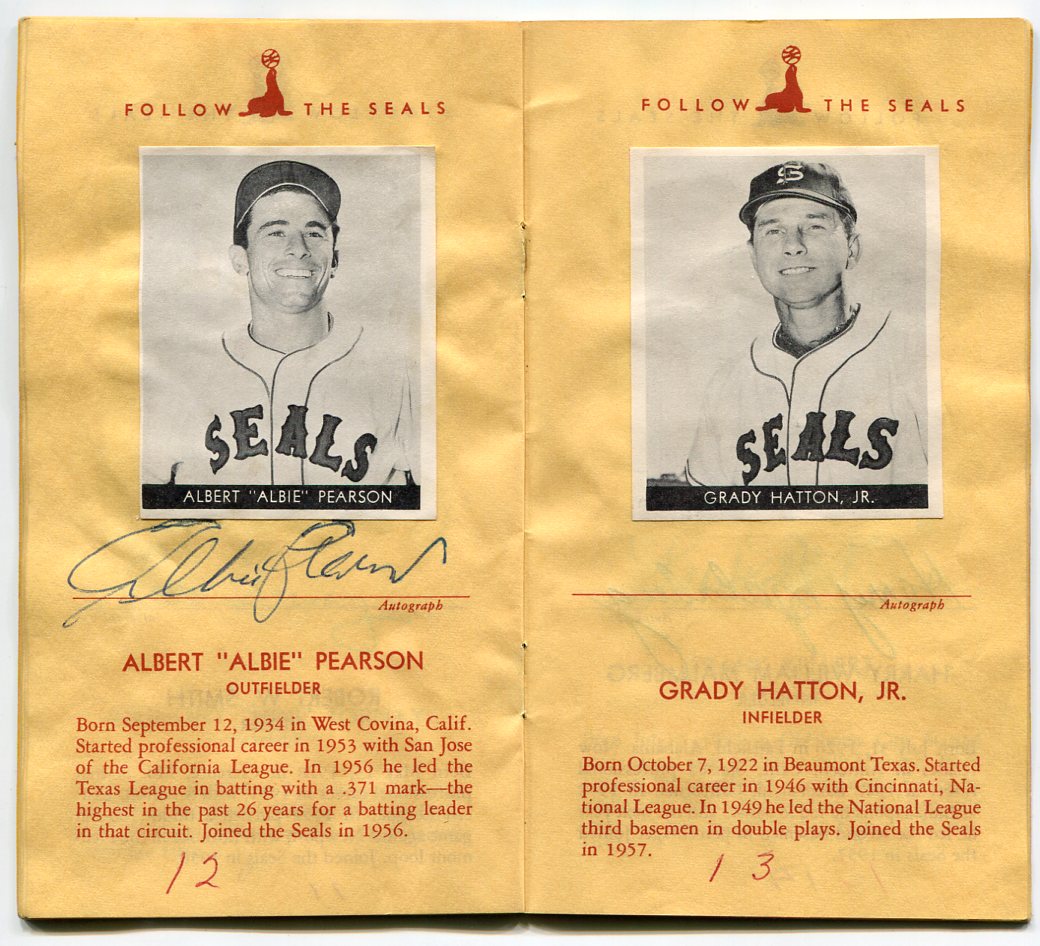 FOLLOW THE SEALS
SEALS
ALBERT "ALBIE" PEARSON
Albie Pearson
Autograph
ALBERT "ALBIE" PEARSON
OUTFIELDER
Born September 12, 1934 in West Covina, Calif.
Started professional career in 1953 with San Jose
of the California League. In 1956 he led the
Texas League in batting with a .371 mark—the
highest in the past 26 years for a batting leader
in that circuit. Joined the Seals in 1956.
12
FOLLOW THE SEALS
S
SEALS
GRADY HATTON, JR.
Autograph
GRADY HATTON, JR.
INFIELDER
Born October 7, 1922 in Beaumont Texas. Started
professional career in 1946 with Cincinnati, Na-
tional League. In 1949 he led the National League
third basemen in double plays. Joined the Seals
in 1957.
13